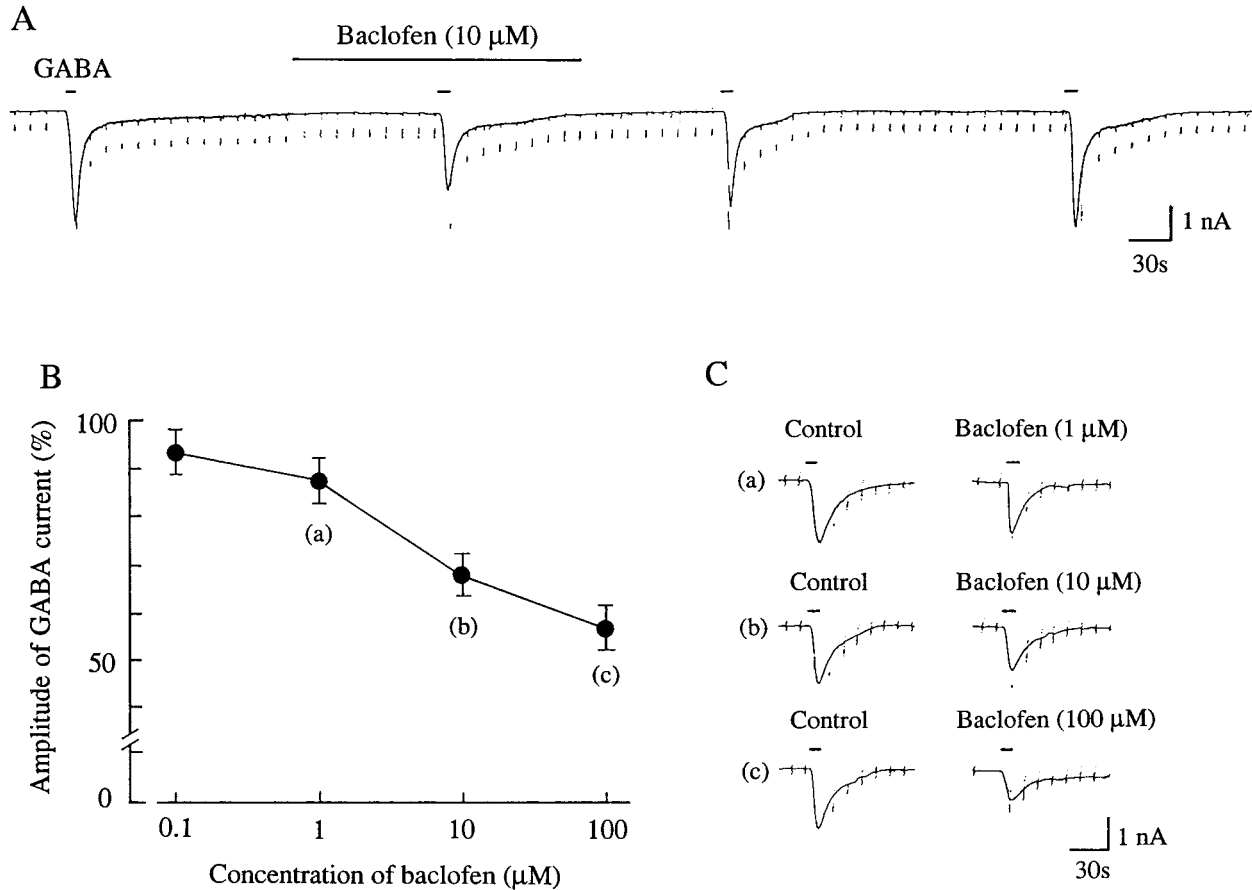 A
Baclofen (10 µM)
GABA
1 nA
30s
B
Amplitude of GABA current (%)
100
50
0
(a)
(b)
(c)
0.1
1
10
100
Concentration of baclofen (µM)
C
Control
Baclofen (1 µM)
(a)
Control
Baclofen (10 µM)
(b)
Control
Baclofen (100 µM)
(c)
1 nA
30s